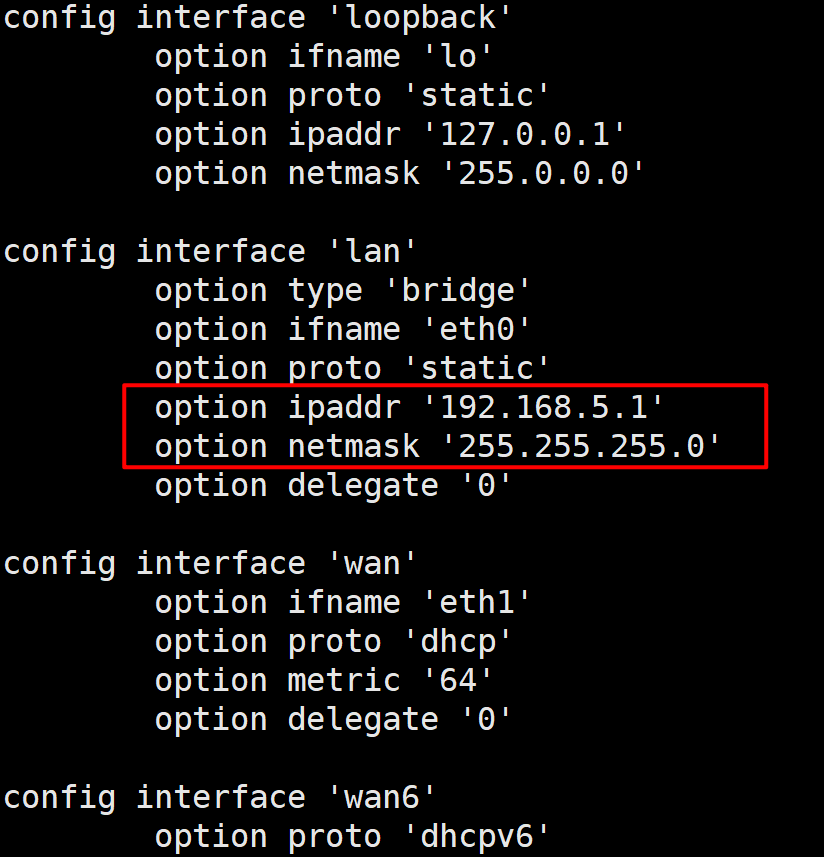 config interface 'loopback'
option ifname 'lo'
option proto 'static'
option ipaddr '127.0.0.1'
option netmask '255.0.0.0'
config interface 'lan'
option type 'bridge'
option ifname 'eth0'
option proto 'static'
option ipaddr '192.168.5.1'
option netmask '255.255.255.0'
option delegate '0'
config interface 'wan'
option ifname 'eth1'
option proto 'dhcp'
option metric '64'
option delegate '0'
config interface 'wan6'
option proto 'dhcpv6'